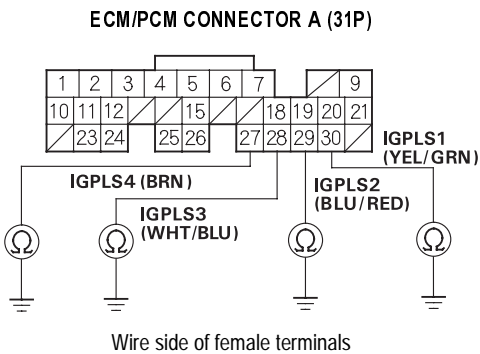 ECM/PCM CONNECTOR A (31P)
1 2 3 4 5 6 7 9
10 11 12 15 18 19 20 21
23 24 25 26 27 28 29 30
IGPLS1
(YEL/GRN)
IGPLS4 (BRN)
IGPLS2
(BLU/RED)
IGPLS3
(WHT/BLU)
Ω Ω Ω Ω
Wire side of female terminals